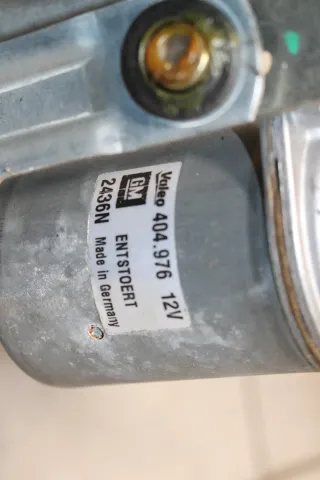 Valeo 404.976 12V
GM
2436N ENTSTOERT
Made in Germany